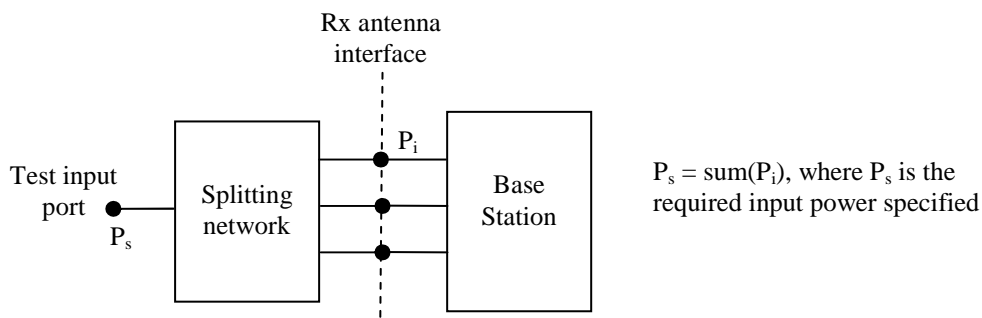 Rx antenna
interface
P_i
Test input
port
P_s
Splitting
network
Base
Station
P_s = sum(P_i), where P_s is the
required input power specified